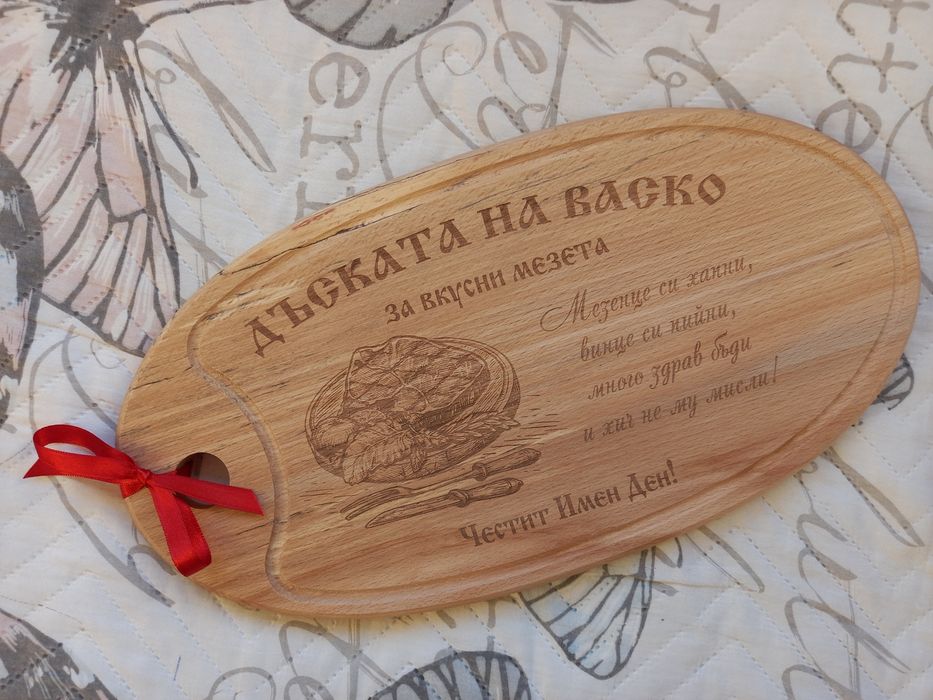 ДЪСКАТА НА ВАСКО
ЗА ВКУСНИ МЕЗЕТА
Мезенце си хапни,
винце си пийни,
много здрав бъди
и хич не му мисли!
Честит Имен Ден!